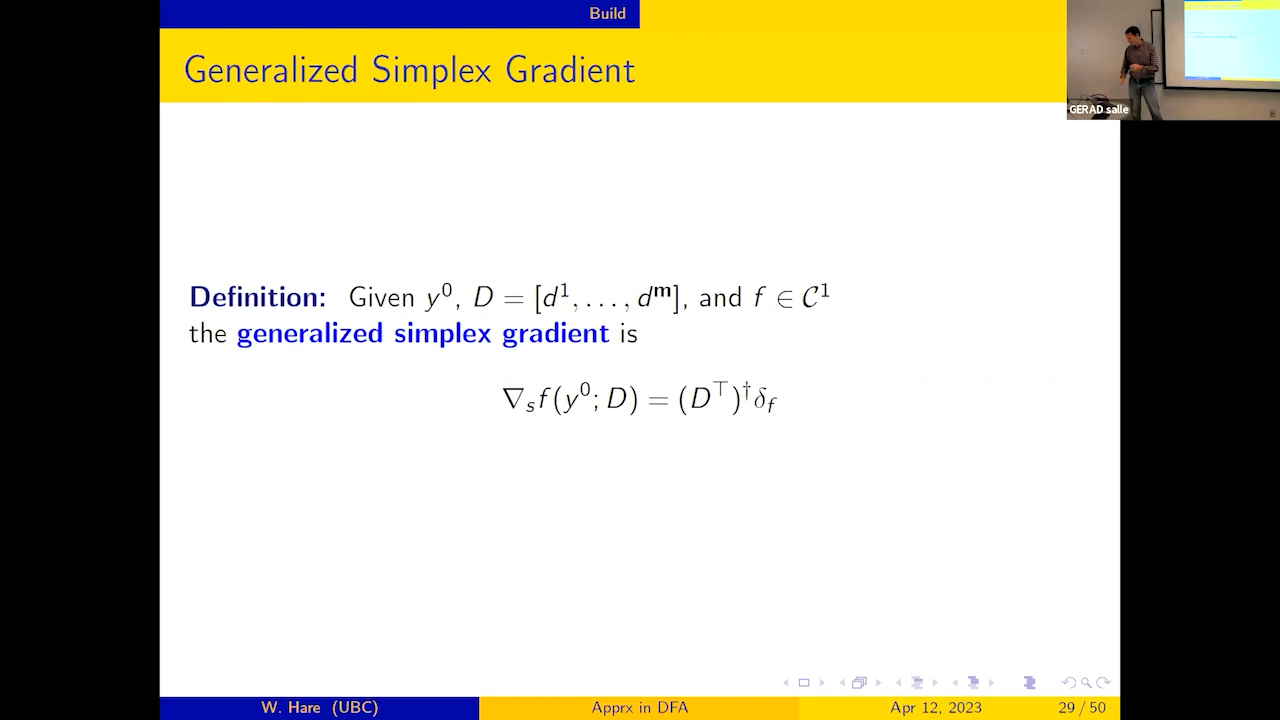 Build
Generalized Simplex Gradient
GERAD salle
Definition: Given y⁰, D = [d¹, . . . , dᵐ], and f ∈ 𝒞¹
the generalized simplex gradient is
∇ₛf(y⁰; D) = (D^⊤)^†δ_f
W. Hare (UBC)
Apprx in DFA
Apr 12, 2023
29 / 50